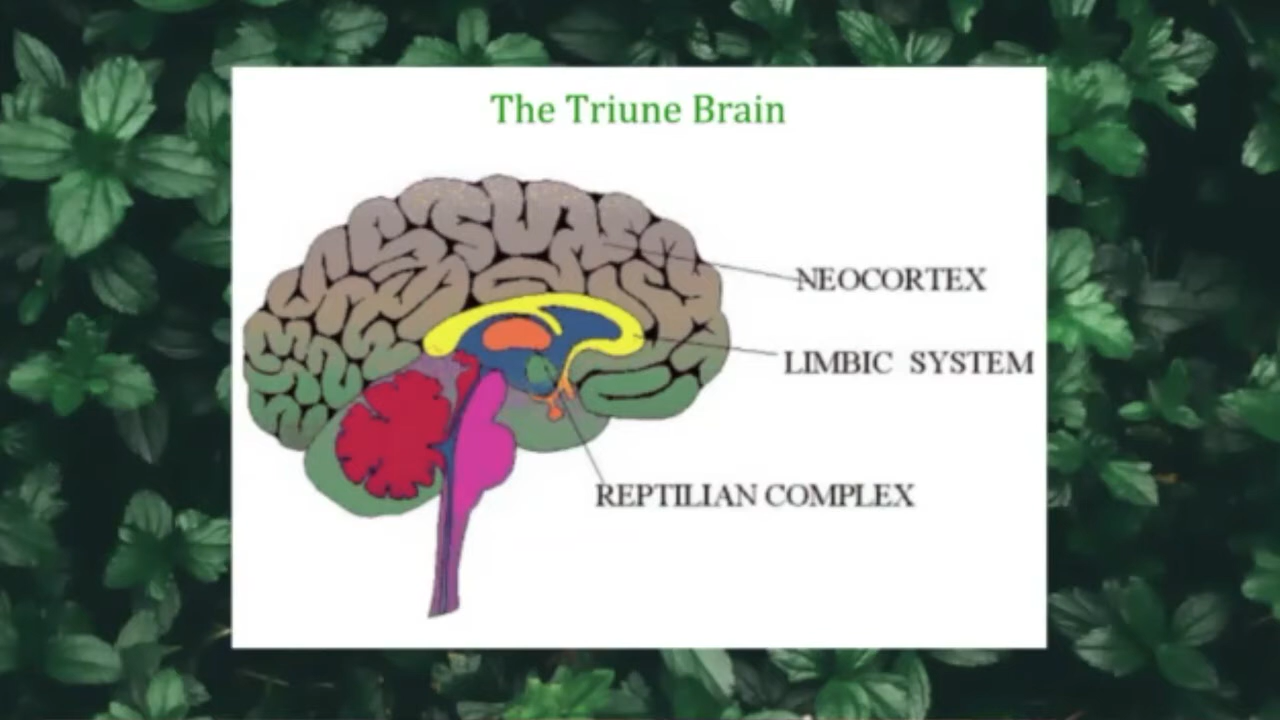 The Triune Brain
NEOCORTEX
LIMBIC SYSTEM
REPTILIAN COMPLEX